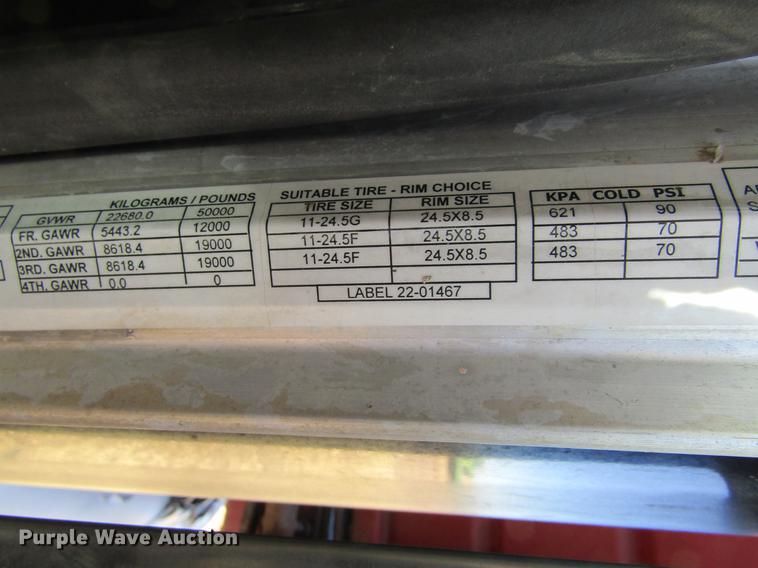 KILOGRAMS / POUNDS
GVWR 22680.0 50000
FR. GAWR 5443.2 12000
2ND. GAWR 8618.4 19000
3RD. GAWR 8618.4 19000
4TH. GAWR 0.0 0
SUITABLE TIRE - RIM CHOICE
TIRE SIZE RIM SIZE
11-24.5G 24.5X8.5
11-24.5F 24.5X8.5
11-24.5F 24.5X8.5
LABEL 22-01467
KPA COLD PSI
621 90
483 70
483 70
Purple Wave Auction